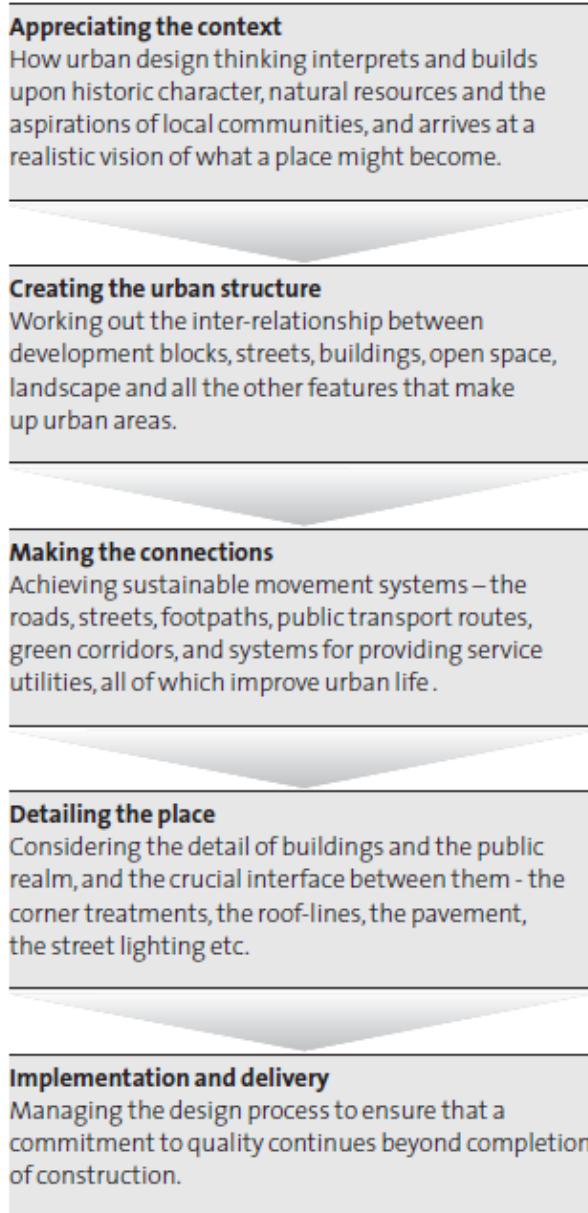 Appreciating the context
How urban design thinking interprets and builds
upon historic character, natural resources and the
aspirations of local communities, and arrives at a
realistic vision of what a place might become.
Creating the urban structure
Working out the inter-relationship between
development blocks, streets, buildings, open space,
landscape and all the other features that make
up urban areas.
Making the connections
Achieving sustainable movement systems – the
roads, streets, footpaths, public transport routes,
green corridors, and systems for providing service
utilities, all of which improve urban life .
Detailing the place
Considering the detail of buildings and the public
realm, and the crucial interface between them - the
corner treatments, the roof-lines, the pavement,
the street lighting etc.
Implementation and delivery
Managing the design process to ensure that a
commitment to quality continues beyond completion
of construction.